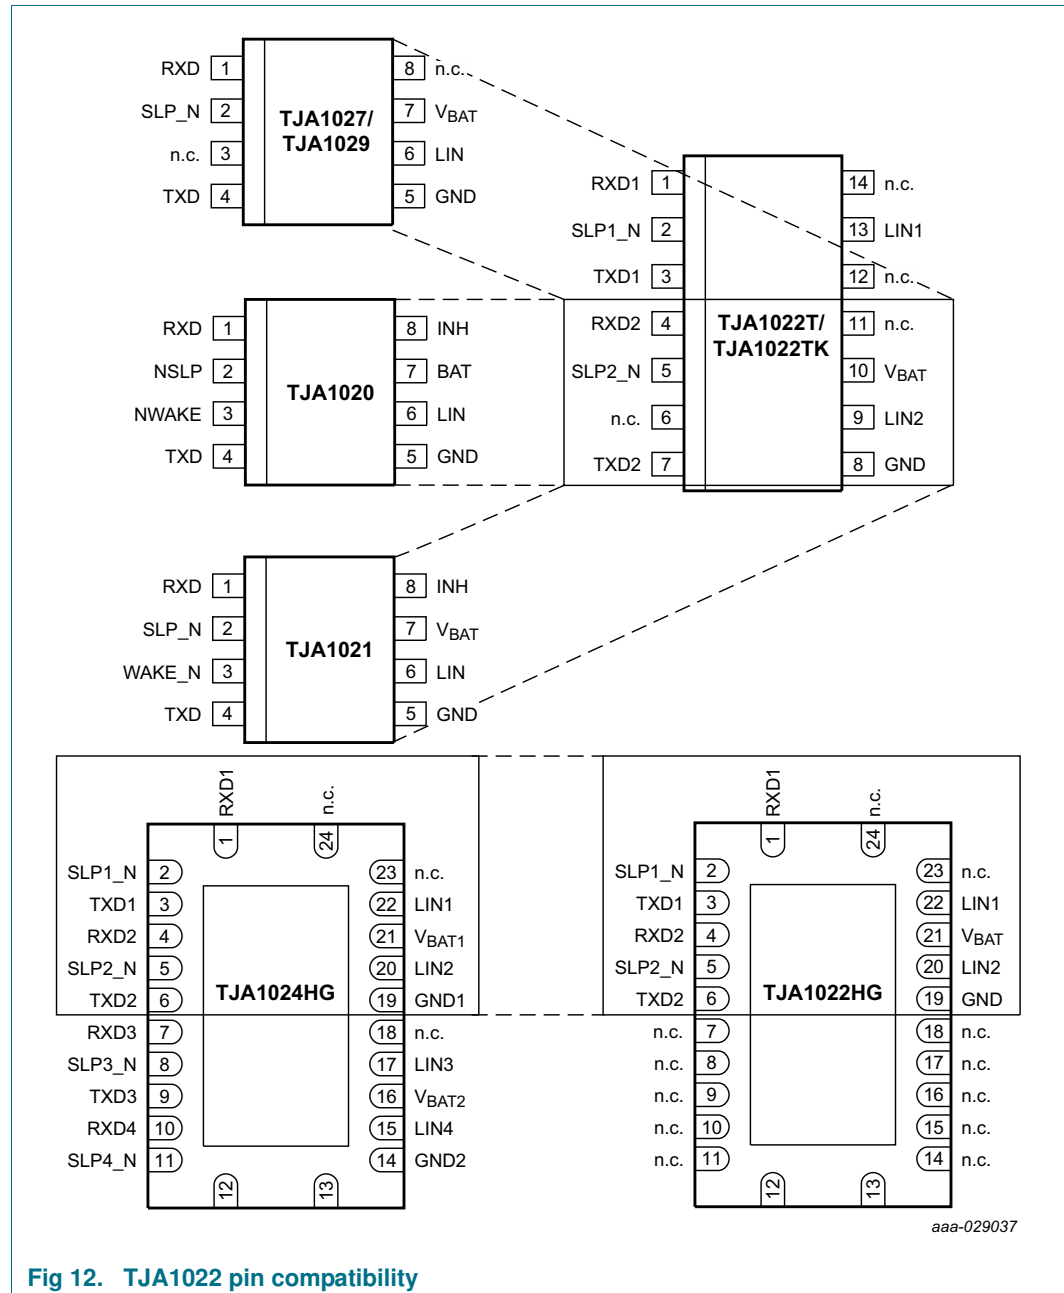 RXD 1
SLP_N 2
n.c. 3
TXD 4
TJA1027/
TJA1029
8 n.c.
7 VBAT
6 LIN
5 GND
RXD1 1
SLP1_N 2
TXD1 3
RXD2 4
SLP2_N 5
n.c. 6
TXD2 7
TJA1022T/
TJA1022TK
14 n.c.
13 LIN1
12 n.c.
11 n.c.
10 VBAT
9 LIN2
8 GND
RXD 1
NSLP 2
NWAKE 3
TXD 4
TJA1020
8 INH
7 BAT
6 LIN
5 GND
RXD 1
SLP_N 2
WAKE_N 3
TXD 4
TJA1021
8 INH
7 VBAT
6 LIN
5 GND
RXD1 1
n.c. 24
SLP1_N 2
TXD1 3
RXD2 4
SLP2_N 5
TXD2 6
RXD3 7
SLP3_N 8
TXD3 9
RXD4 10
SLP4_N 11
12
13
TJA1024HG
23 n.c.
22 LIN1
21 VBAT1
20 LIN2
19 GND1
18 n.c.
17 LIN3
16 VBAT2
15 LIN4
14 GND2
RXD1 1
n.c. 24
SLP1_N 2
TXD1 3
RXD2 4
SLP2_N 5
TXD2 6
n.c. 7
n.c. 8
n.c. 9
n.c. 10
n.c. 11
12
13
TJA1022HG
23 n.c.
22 LIN1
21 VBAT
20 LIN2
19 GND
18 n.c.
17 n.c.
16 n.c.
15 n.c.
14 n.c.
aaa-029037
Fig 12. TJA1022 pin compatibility